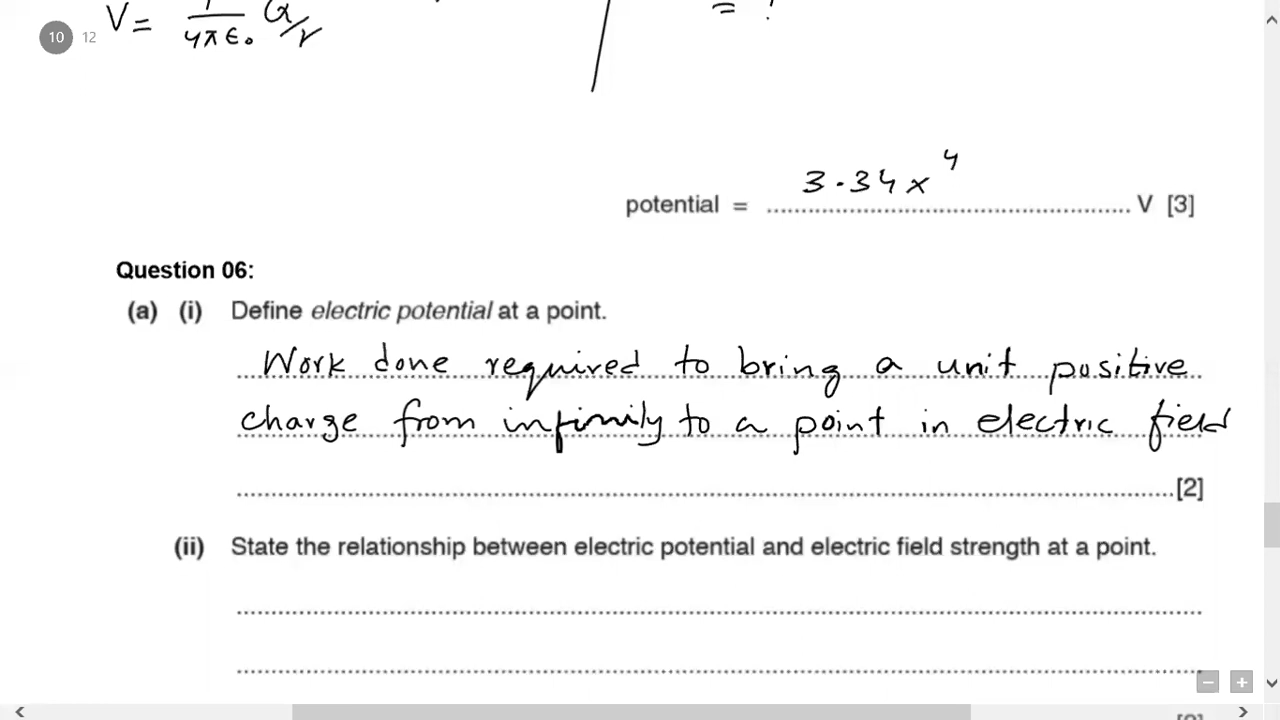 V = 1/4πε₀ Q/r
= ?
10 12
3.34 x ⁴
potential = ........................ V [3]
Question 06:
(a) (i) Define electric potential at a point.
Work done required to bring a unit positive
charge from infinity to a point in electric field
[2]
(ii) State the relationship between electric potential and electric field strength at a point.